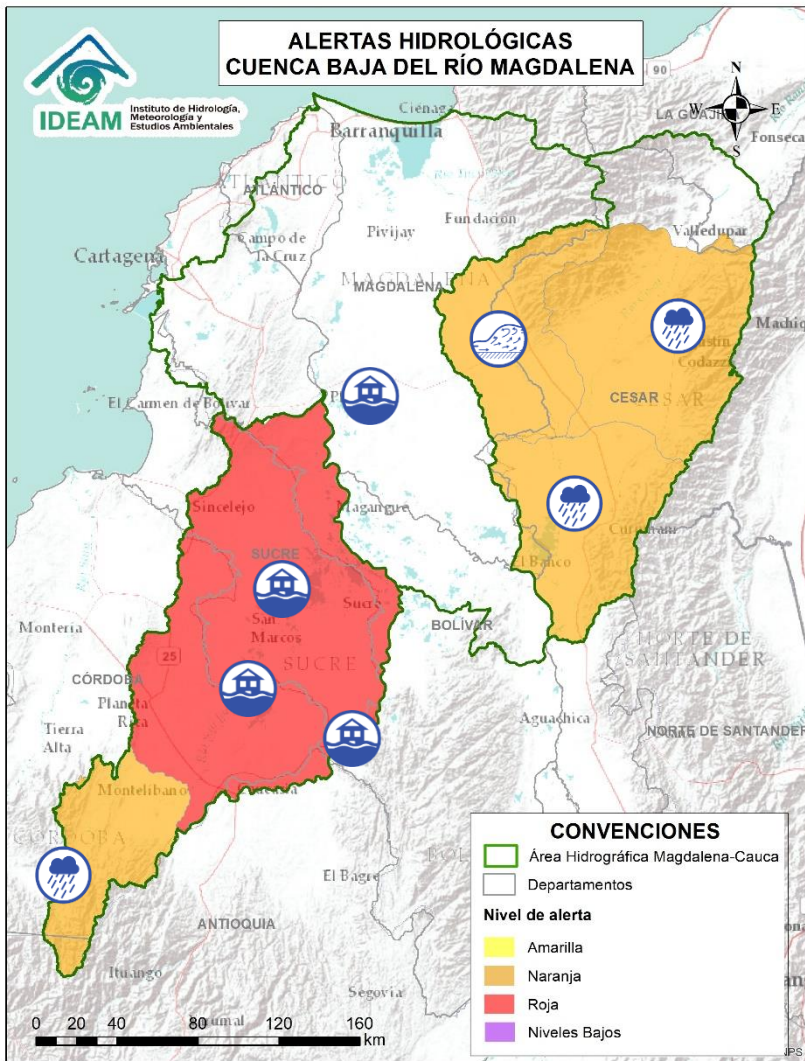 ALERTAS HIDROLÓGICAS
CUENCA BAJA DEL RÍO MAGDALENA
IDEAM
Instituto de Hidrología,
Meteorología y
Estudios Ambientales
90
N
W
E
S
Ciénaga
LA GUAJIRA
Fonseca
Barranquilla
ATLÁNTICO
Fundación
Pivijay
Valledupar
Campo de
la Cruz
Cartagena
MAGDALENA
MAGDALENA
Codazzi
CESAR
El Carmen de Bolívar
Magangué
Sincelejo
SUCRE
El Banco
Sucre
San
Marcos
BOLÍVAR
Montería
25
SUCRE
NORTE DE
SANTANDER
CÓRDOBA
Planeta
Rica
Tierra
Alta
Aguachica
NORTE DE SANTANDER
Montelíbano
CÓRDOBA
El Bagre
ANTIOQUIA
Ituango
Segovia
CONVENCIONES
Área Hidrográfica Magdalena-Cauca
Departamentos
Nivel de alerta
Amarilla
Naranja
Roja
Niveles Bajos
0 20 40 80 120 160
km